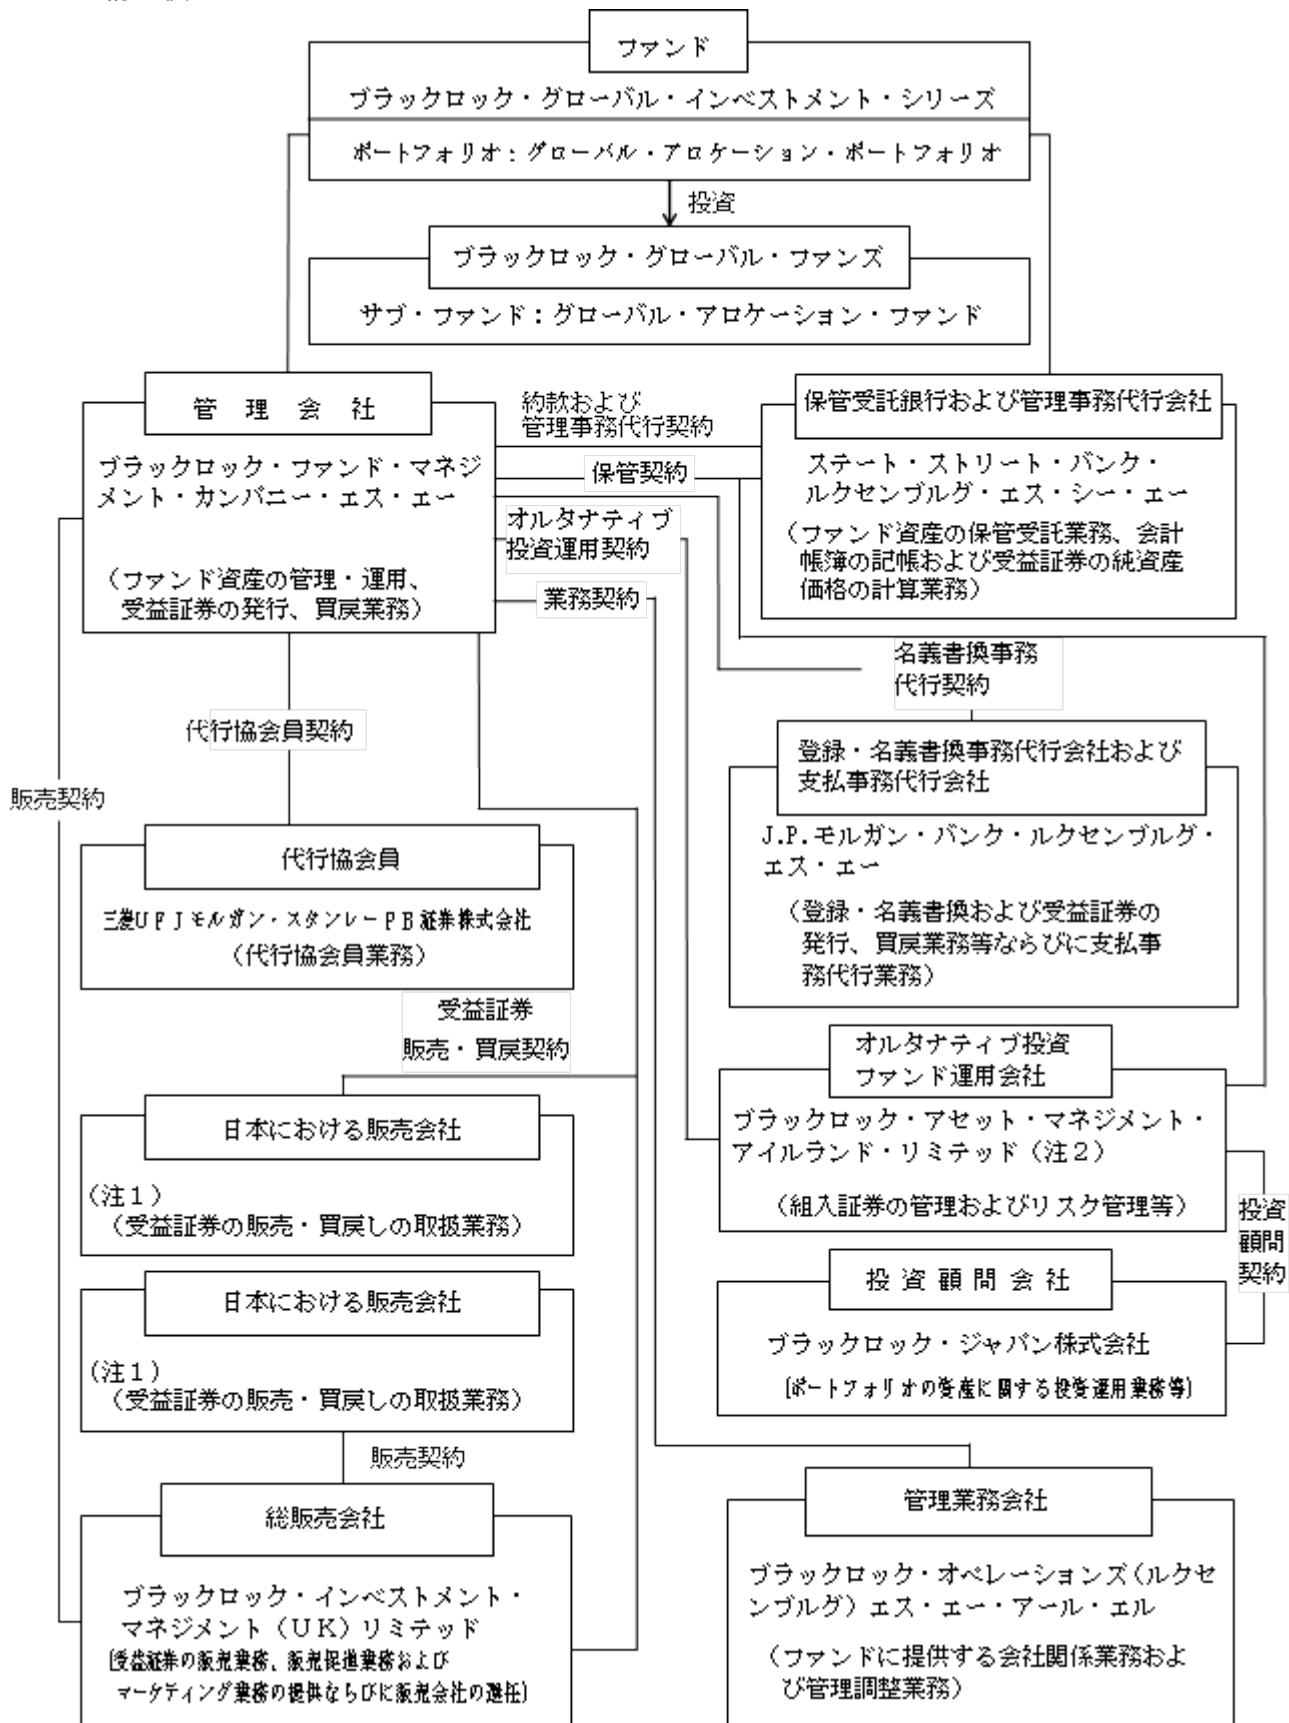 ファンド
ブラックロック・グローバル・インベストメント・シリーズ
ポートフォリオ：グローバル・アロケーション・ポートフォリオ
投資
ブラックロック・グローバル・ファンズ
サブ・ファンド：グローバル・アロケーション・ファンド
管理会社
ブラックロック・ファンド・マネジ
メント・カンパニー・エス・エー
（ファンド資産の管理・運用、
受益証券の発行、買戻業務）
約款および
管理事務代行契約
保管契約
オルタナティブ
投資運用契約
業務契約
保管受託銀行および管理事務代行会社
ステート・ストリート・バンク・
ルクセンブルグ・エス・シー・エー
（ファンド資産の保管受託業務、会計
帳簿の記帳および受益証券の純資産
価格の計算業務）
名義書換事務
代行契約
代行協会員契約
販売契約
登録・名義書換事務代行会社および
支払事務代行会社
J.P.モルガン・バンク・ルクセンブルグ・
エス・エー
（登録・名義書換および受益証券の
発行、買戻業務等ならびに支払事
務代行業務）
代行協会員
三菱ＵＦＪモルガン・スタンレーＰＢ証券株式会社
（代行協会員業務）
受益証券
販売・買戻契約
オルタナティブ投資
ファンド運用会社
ブラックロック・アセット・マネジメント・
アイルランド・リミテッド（注２）
（組入証券の管理およびリスク管理等）
日本における販売会社
（注１）
（受益証券の販売・買戻しの取扱業務）
投資
顧問
契約
投資顧問会社
ブラックロック・ジャパン株式会社
（ポートフォリオの資産に関する投資運用業務等）
日本における販売会社
（注１）
（受益証券の販売・買戻しの取扱業務）
販売契約
総販売会社
ブラックロック・インベストメント・
マネジメント（ＵＫ）リミテッド
（受益証券の販売業務、販売促進業務および
マーケティング業務の提供ならびに販売会社の選任）
管理業務会社
ブラックロック・オペレーションズ（ルクセ
ンブルグ）エス・エー・アール・エル
（ファンドに提供する会社関係業務およ
び管理調整業務）